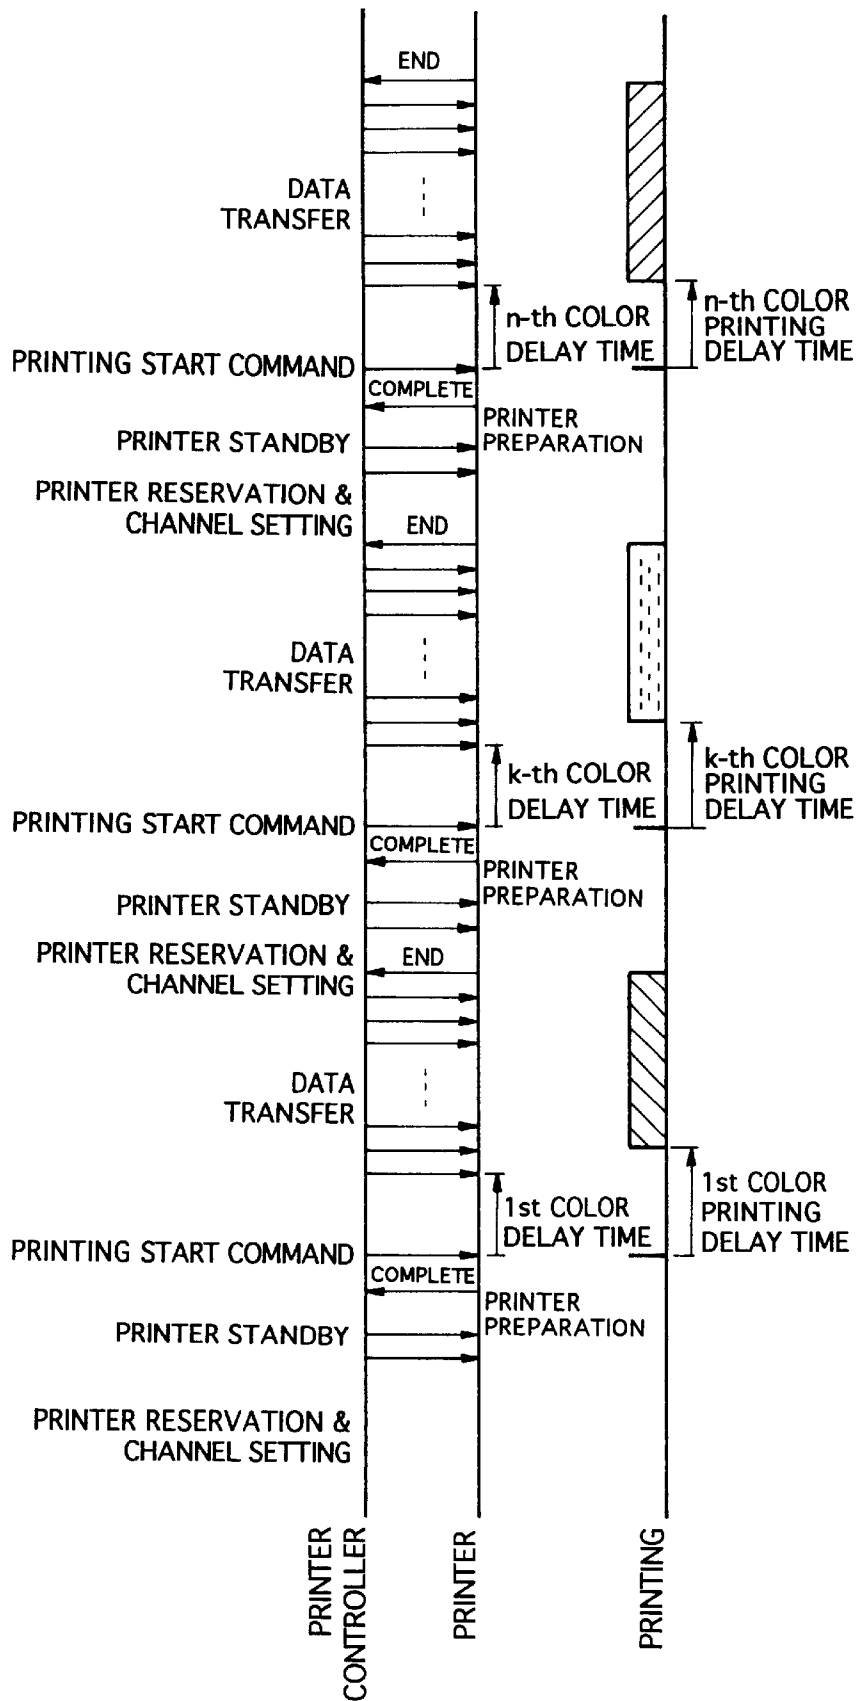 END
DATA
TRANSFER
n-th COLOR
DELAY TIME
n-th COLOR
PRINTING
DELAY TIME
PRINTING START COMMAND
COMPLETE
PRINTER
PREPARATION
PRINTER STANDBY
PRINTER RESERVATION &
CHANNEL SETTING
END
DATA
TRANSFER
k-th COLOR
DELAY TIME
k-th COLOR
PRINTING
DELAY TIME
PRINTING START COMMAND
COMPLETE
PRINTER
PREPARATION
PRINTER STANDBY
PRINTER RESERVATION &
CHANNEL SETTING
END
DATA
TRANSFER
1st COLOR
DELAY TIME
1st COLOR
PRINTING
DELAY TIME
PRINTING START COMMAND
COMPLETE
PRINTER
PREPARATION
PRINTER STANDBY
PRINTER RESERVATION &
CHANNEL SETTING
PRINTER
CONTROLLER
PRINTER
PRINTING